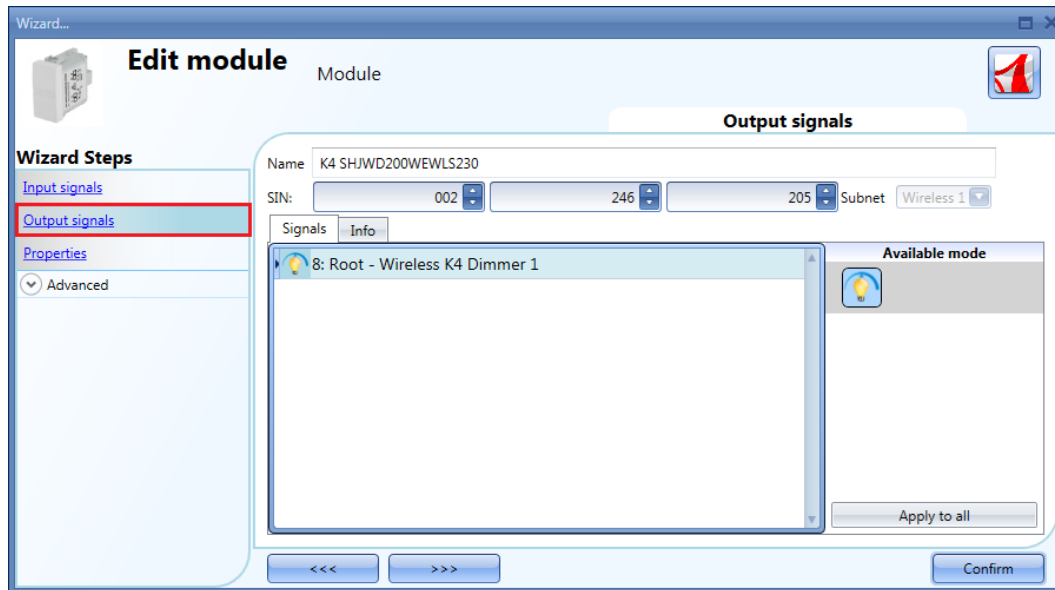 Wizard...
Edit module
Module
Output signals
Wizard Steps
Input signals
Output signals
Properties
Advanced
Name K4 SHJWD200WEWLS230
SIN: 002 246 205 Subnet Wireless 1
Signals Info
8: Root - Wireless K4 Dimmer 1
Available mode
Apply to all
<<< >>> Confirm